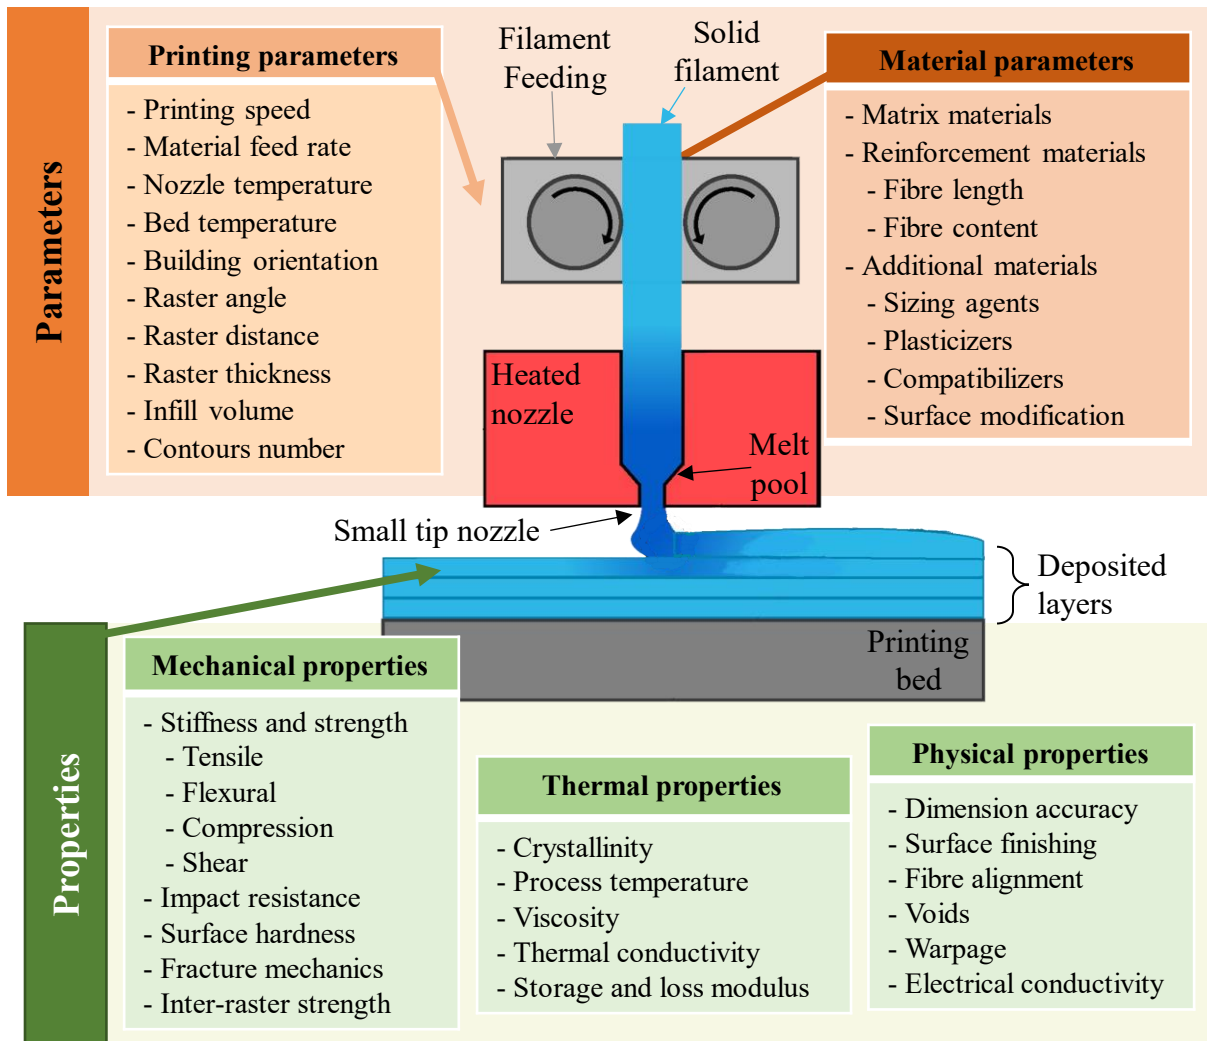 Parameters
Printing parameters
- Printing speed
- Material feed rate
- Nozzle temperature
- Bed temperature
- Building orientation
- Raster angle
- Raster distance
- Raster thickness
- Infill volume
- Contours number
Filament
Feeding
Solid
filament
Material parameters
- Matrix materials
- Reinforcement materials
- Fibre length
- Fibre content
- Additional materials
- Sizing agents
- Plasticizers
- Compatibilizers
- Surface modification
Heated
nozzle
Melt
pool
Small tip nozzle
Deposited
layers
Printing
bed
Properties
Mechanical properties
- Stiffness and strength
- Tensile
- Flexural
- Compression
- Shear
- Impact resistance
- Surface hardness
- Fracture mechanics
- Inter-raster strength
Thermal properties
- Crystallinity
- Process temperature
- Viscosity
- Thermal conductivity
- Storage and loss modulus
Physical properties
- Dimension accuracy
- Surface finishing
- Fibre alignment
- Voids
- Warpage
- Electrical conductivity